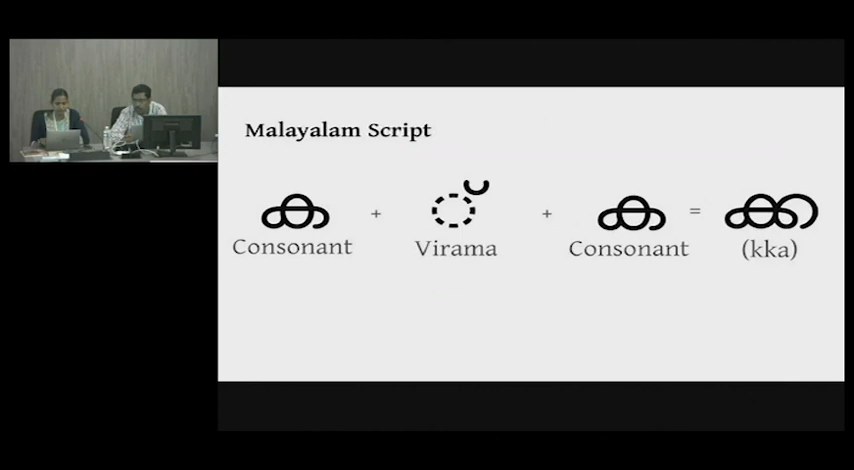 Malayalam Script
ക + ് + ക = ക്ക
Consonant Virama Consonant (kka)